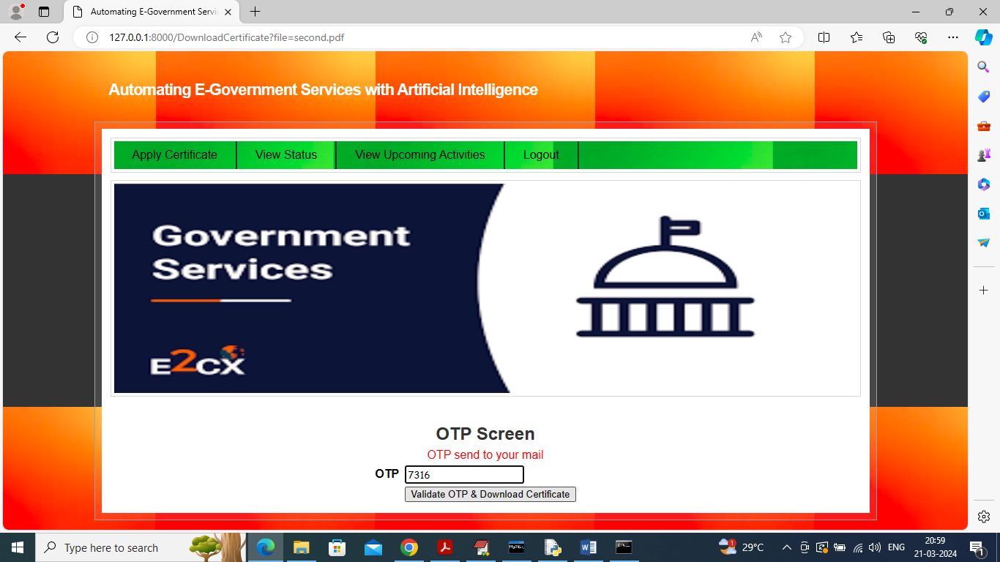 Automating E-Government Servic
127.0.0.1:8000/DownloadCertificate?file=second.pdf
Automating E-Government Services with Artificial Intelligence
Apply Certificate View Status View Upcoming Activities Logout
Government
Services
E2CX
OTP Screen
OTP send to your mail
OTP 7316
Validate OTP & Download Certificate
Type here to search
29°C
ENG
20:59
21-03-2024